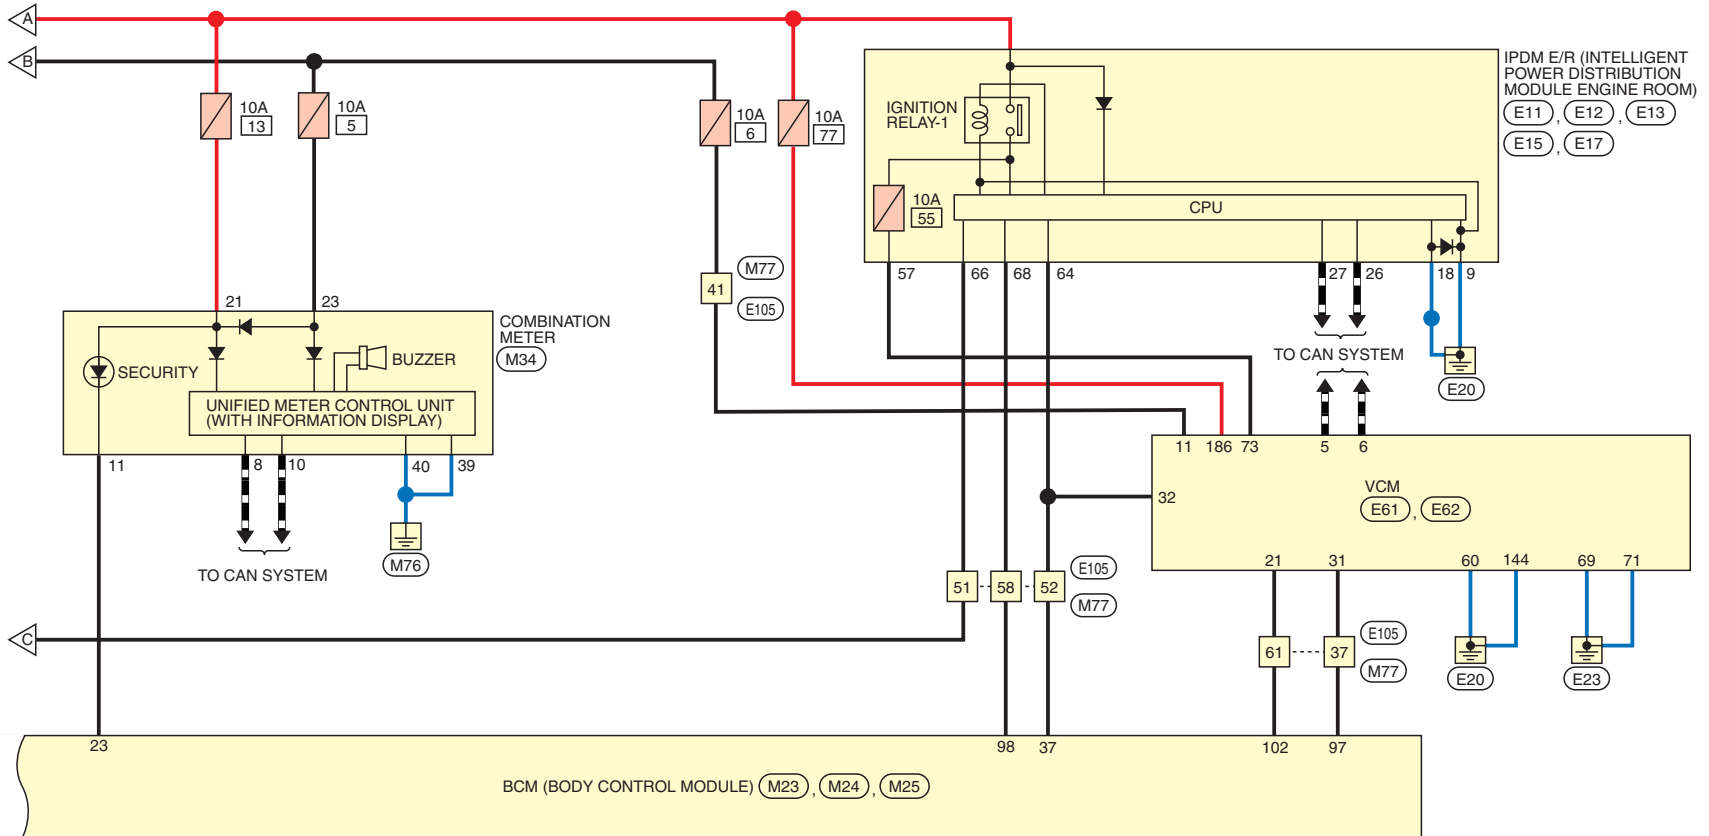 A
B
10A
13
10A
5
10A
6
10A
77
IPDM E/R (INTELLIGENT
POWER DISTRIBUTION
MODULE ENGINE ROOM)
E11 , E12 , E13
E15 , E17
IGNITION
RELAY-1
10A
55
CPU
57 66 68 64 27 26 18 9
M77
41
E105
21 23
COMBINATION
METER
M34
SECURITY
BUZZER
UNIFIED METER CONTROL UNIT
(WITH INFORMATION DISPLAY)
11 8 10 40 39
TO CAN SYSTEM
M76
TO CAN SYSTEM
E20
11 186 73 5 6
32
VCM
E61 , E62
21 31 60 144 69 71
51 58 52
E105
M77
61 37
E105
M77
E20
E23
C
23 98 37 102 97
BCM (BODY CONTROL MODULE) M23 , M24 , M25